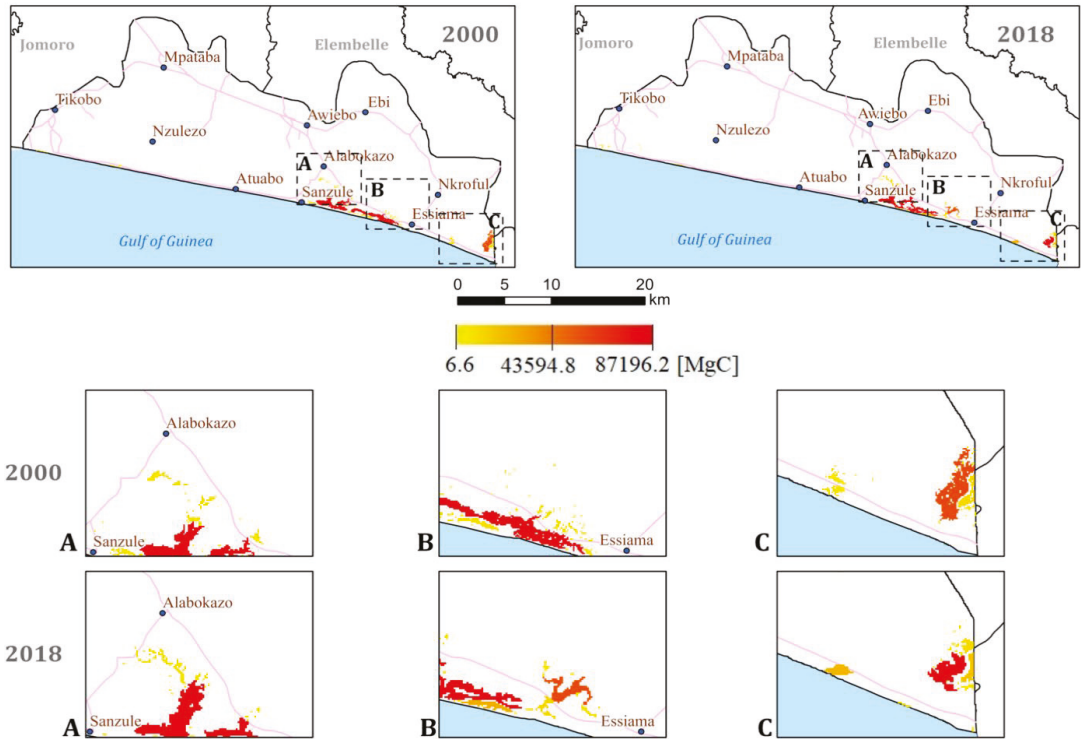 2000
Jomoro
Elembelle
Mpataba
Tikobo
Ebi
Awiebo
Nzulezo
Alabokazo
A
Atuabo
B
Nkroful
Sanzule
Essiama
C
Gulf of Guinea
2018
Jomoro
Elembelle
Mpataba
Tikobo
Ebi
Awiebo
Nzulezo
Alabokazo
A
B
Atuabo
Nkroful
Sanzule
Essiama
C
Gulf of Guinea
0 5 10 20
km
6.6 43594.8 87196.2 [MgC]
2000
Alabokazo
Sanzule
A
Essiama
B
C
2018
Alabokazo
Sanzule
A
Essiama
B
C